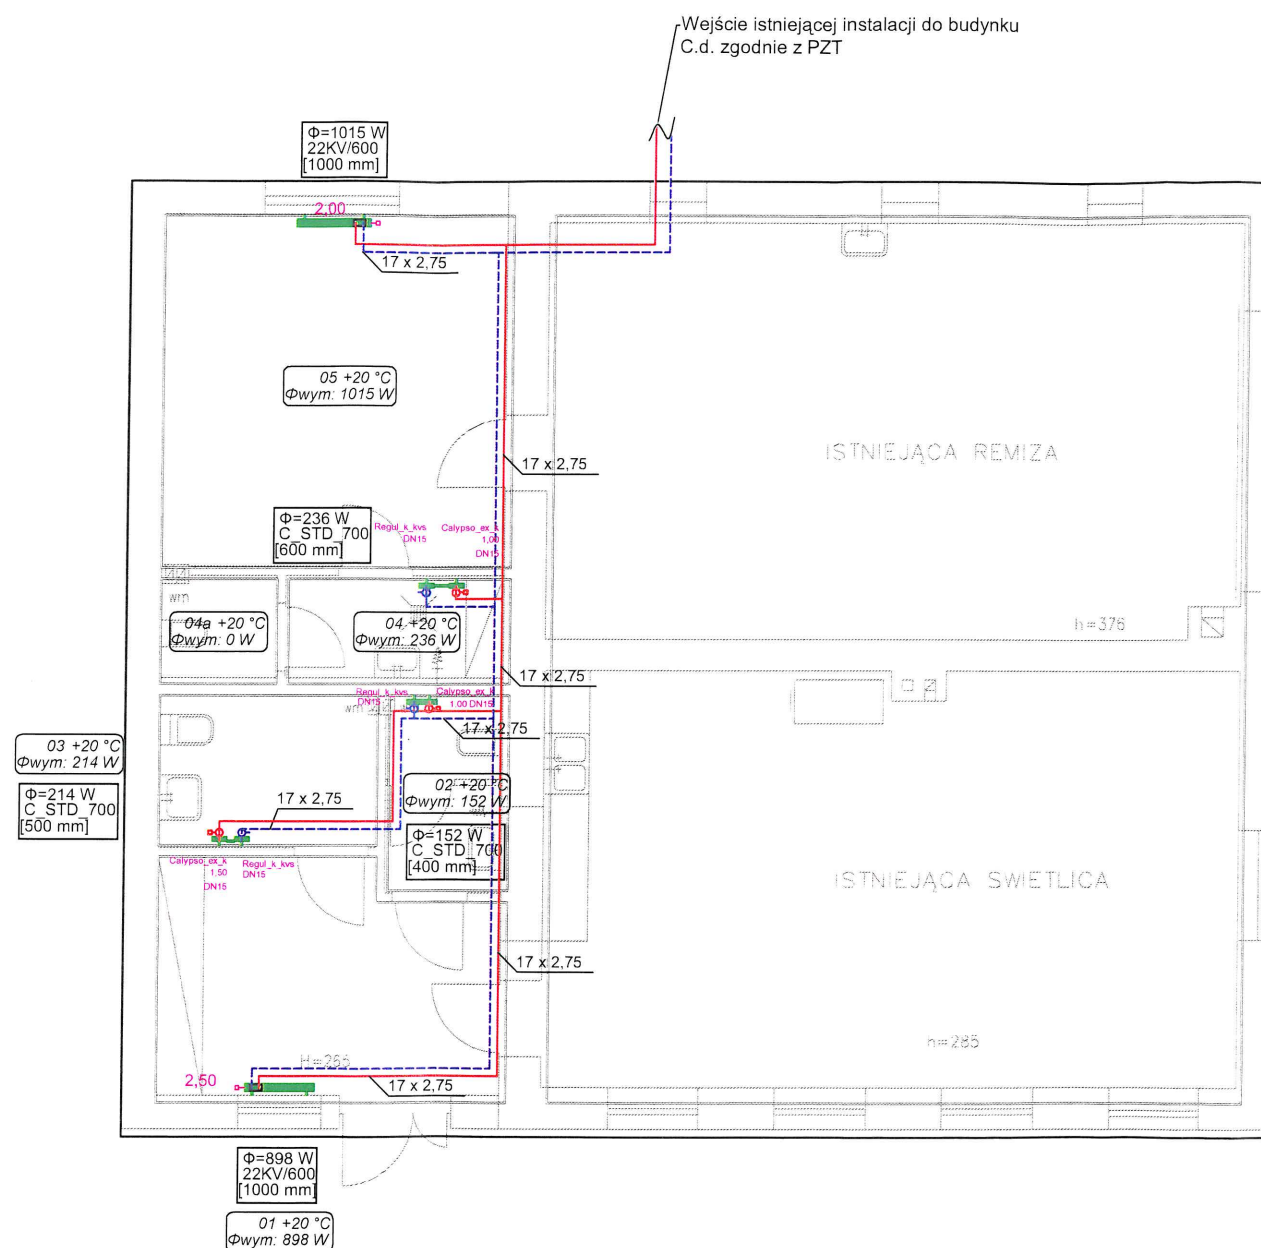 Wejście istniejącej instalacji do budynku
C.d. zgodnie z PZT
Φ=1015 W
22KV/600
[1000 mm]
2,00
17 x 2,75
05 +20 °C
Φwym: 1015 W
ISTNIEJĄCA REMIZA
17 x 2,75
Φ=236 W
C_STD_700
[600 mm]
Regul_k_kvs
DN15
Calypso_ex_k
1,00
DN15
wm
04a +20 °C
Φwym: 0 W
04 +20 °C
Φwym: 236 W
h=376
17 x 2,75
Regul_k_kvs
DN15
Calypso_ex_k
1.00 DN15
wm
17 x 2,75
03 +20 °C
Φwym: 214 W
Φ=214 W
C_STD_700
[500 mm]
17 x 2,75
02 +20 °C
Φwym: 152 W
Φ=152 W
C_STD_700
[400 mm]
Calypso_ex_k
1,50
DN15
Regul_k_kvs
DN15
ISTNIEJĄCA SWIETLICA
17 x 2,75
h=285
H=265
2,50
17 x 2,75
Φ=898 W
22KV/600
[1000 mm]
01 +20 °C
Φwym: 898 W